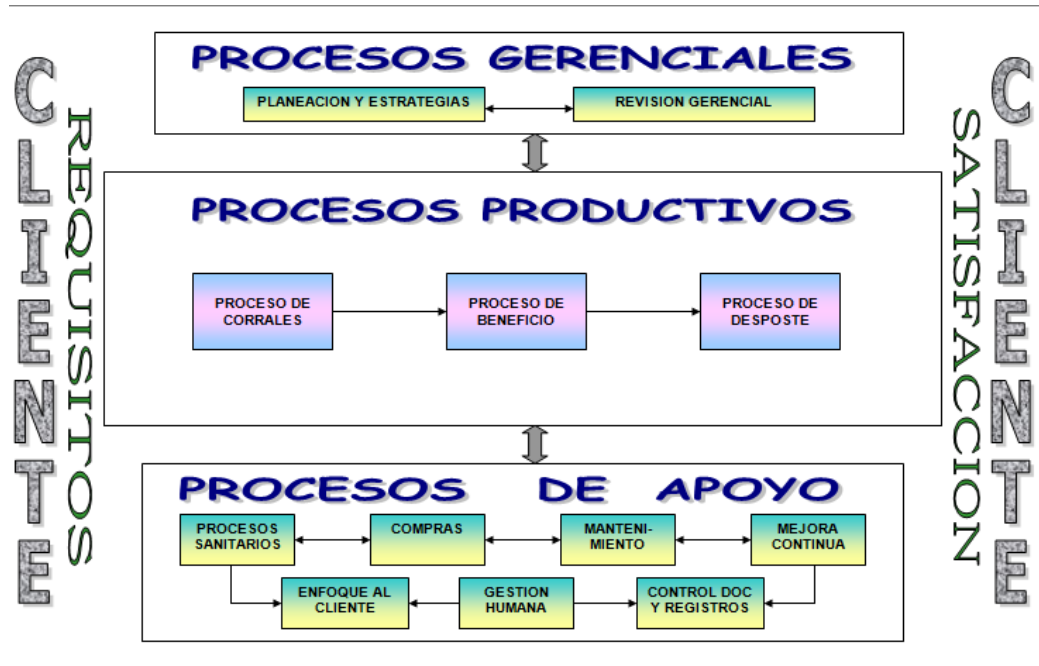 CLIENTE
REQUISITOS
PROCESOS GERENCIALES
PLANEACION Y ESTRATEGIAS
REVISION GERENCIAL
PROCESOS PRODUCTIVOS
PROCESO DE
CORRALES
PROCESO DE
BENEFICIO
PROCESO DE
DESPOSTE
PROCESOS DE APOYO
PROCESOS
SANITARIOS
COMPRAS
MANTENI-
MIENTO
MEJORA
CONTINUA
ENFOQUE AL
CLIENTE
GESTION
HUMANA
CONTROL DOC
Y REGISTROS
SATISFACCION
CLIENTE